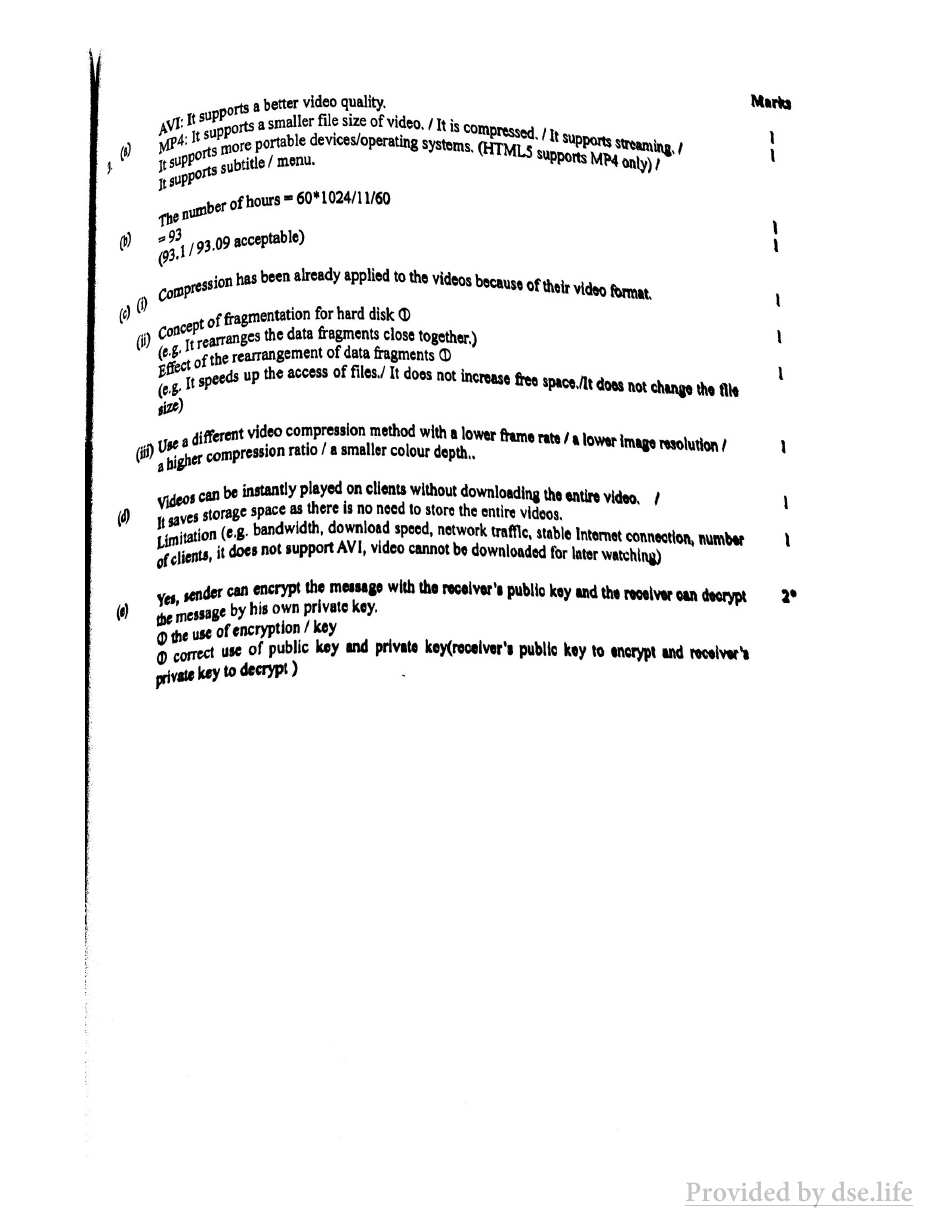 Marks
3. (a) AVI: It supports a better video quality. 1
MP4: It supports a smaller file size of video. / It is compressed. / It supports streaming. / 1
It supports more portable devices/operating systems. (HTML5 supports MP4 only) /
It supports subtitle / menu.
(b) The number of hours = 60*1024/11/60 1
= 93 1
(93.1 / 93.09 acceptable)
(c) (i) Compression has been already applied to the videos because of their video format. 1
(ii) Concept of fragmentation for hard disk ① 1
(e.g. It rearranges the data fragments close together.)
Effect of the rearrangement of data fragments ① 1
(e.g. It speeds up the access of files./ It does not increase free space./It does not change the file
size)
(iii) Use a different video compression method with a lower frame rate / a lower image resolution / 1
a higher compression ratio / a smaller colour depth..
(d) Videos can be instantly played on clients without downloading the entire video. / 1
It saves storage space as there is no need to store the entire videos.
Limitation (e.g. bandwidth, download speed, network traffic, stable Internet connection, number 1
of clients, it does not support AVI, video cannot be downloaded for later watching)
(e) Yes, sender can encrypt the message with the receiver's public key and the receiver can decrypt 2*
the message by his own private key.
① the use of encryption / key
① correct use of public key and private key(receiver's public key to encrypt and receiver's
private key to decrypt )
Provided by dse.life